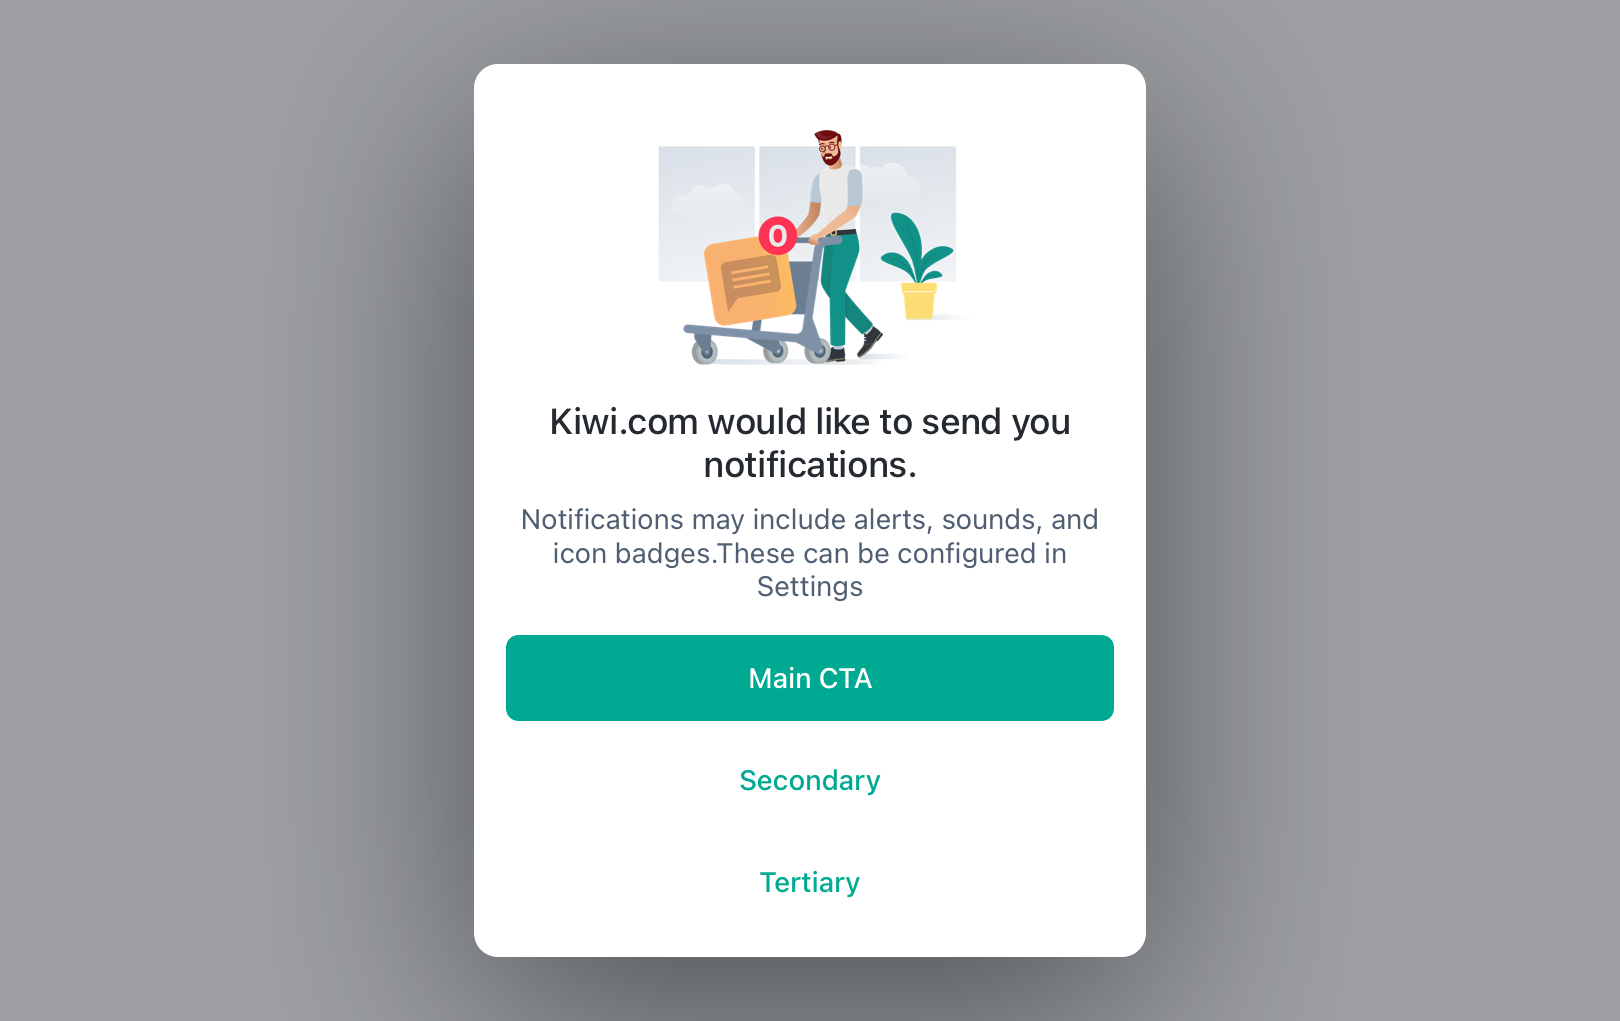 0
Kiwi.com would like to send you
notifications.
Notifications may include alerts, sounds, and
icon badges.These can be configured in
Settings
Main CTA
Secondary
Tertiary